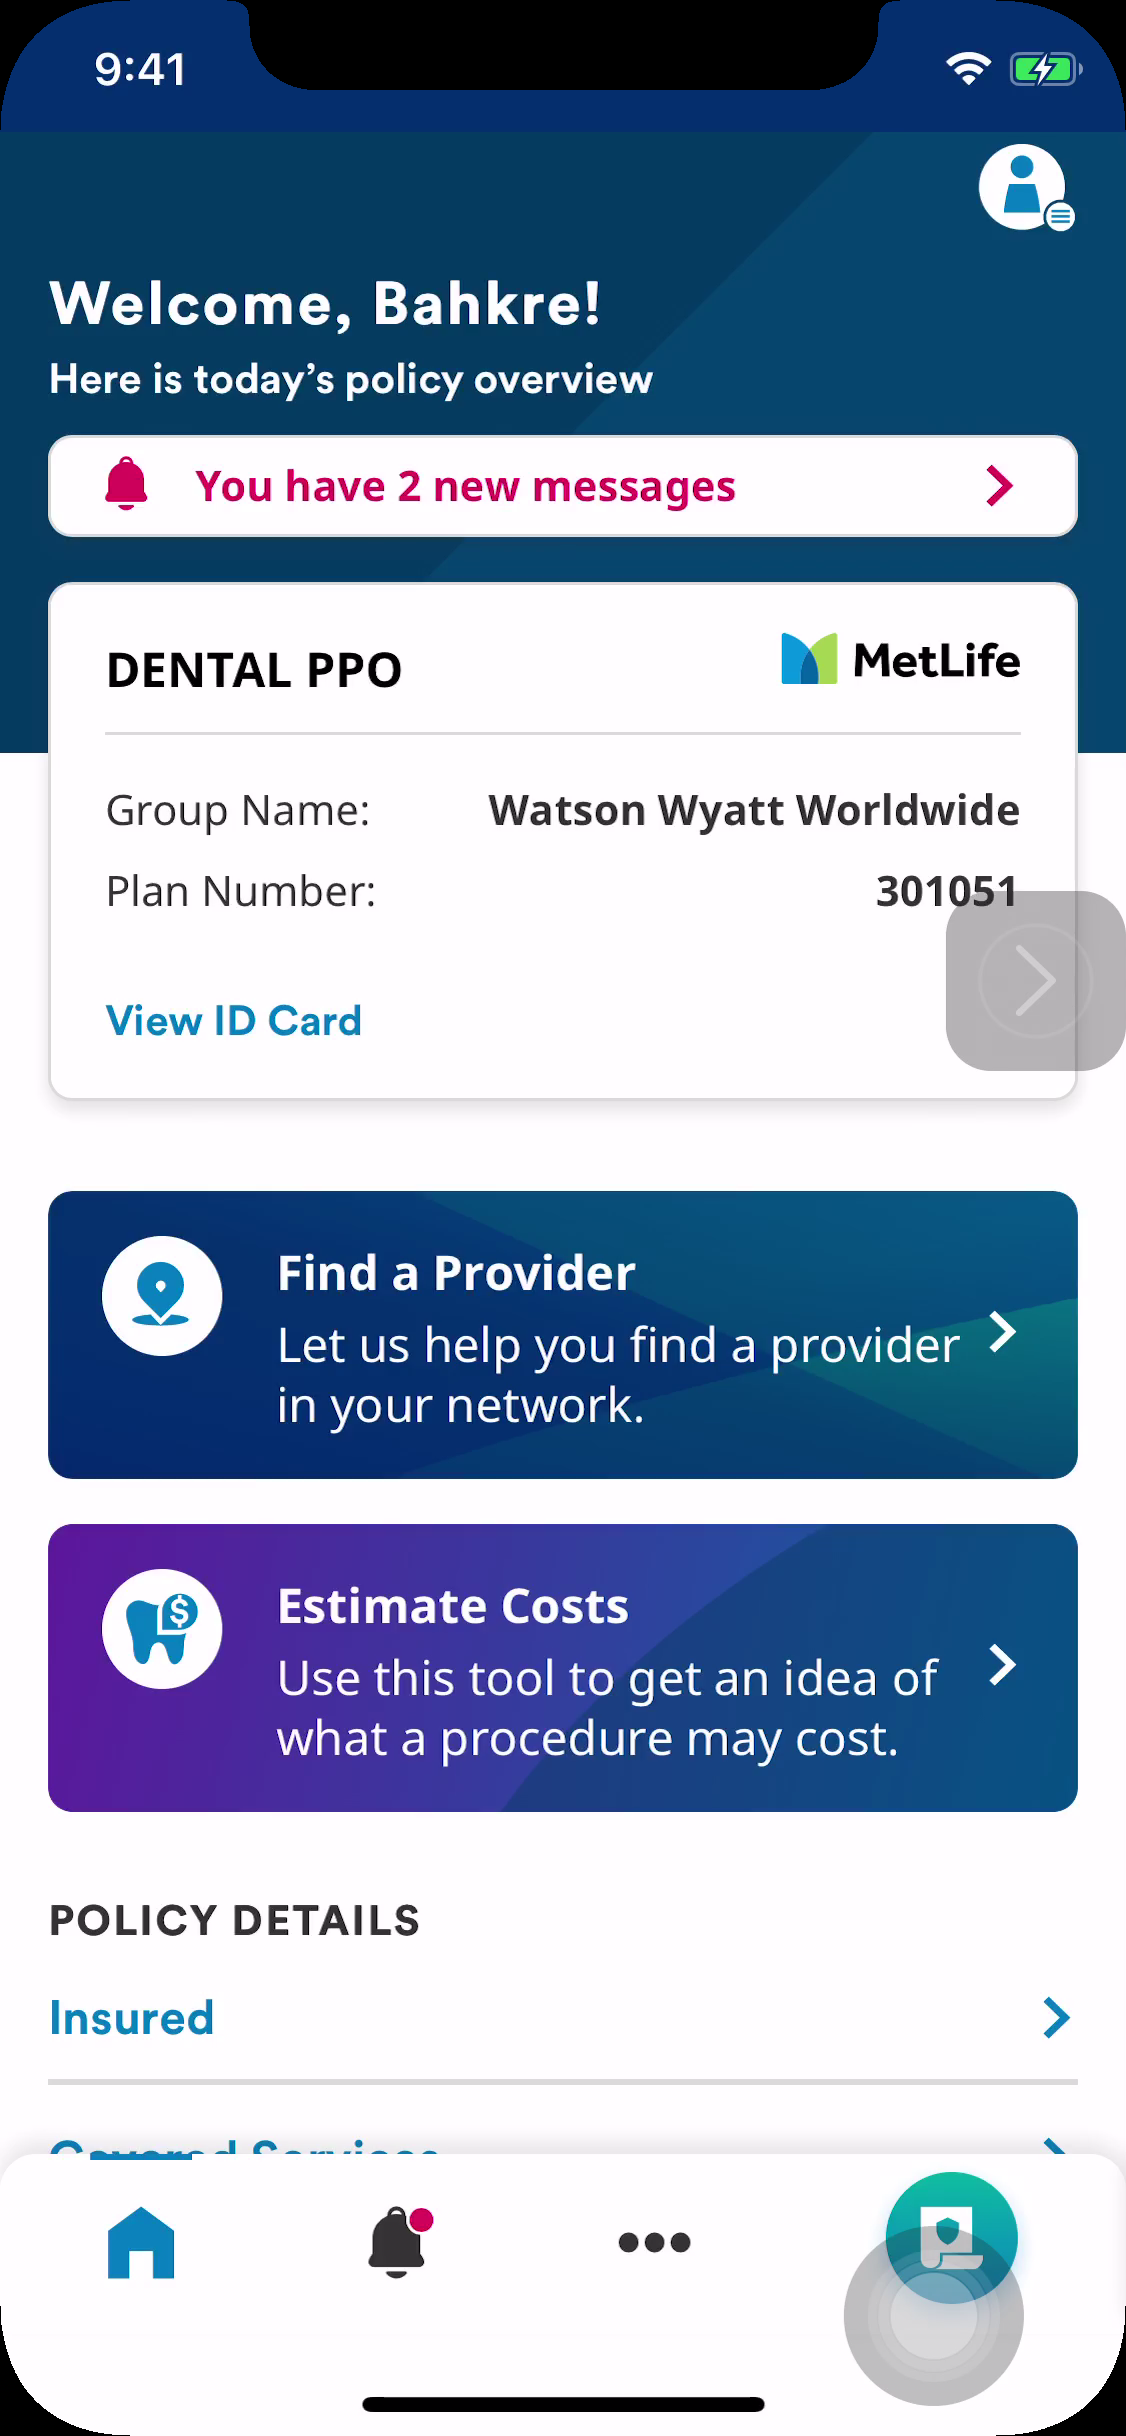 9:41
Welcome, Bahkre!
Here is today’s policy overview
You have 2 new messages
DENTAL PPO
MetLife
Group Name: Watson Wyatt Worldwide
Plan Number: 301051
View ID Card
Find a Provider
Let us help you find a provider
in your network.
$
Estimate Costs
Use this tool to get an idea of
what a procedure may cost.
POLICY DETAILS
Insured
Covered Services